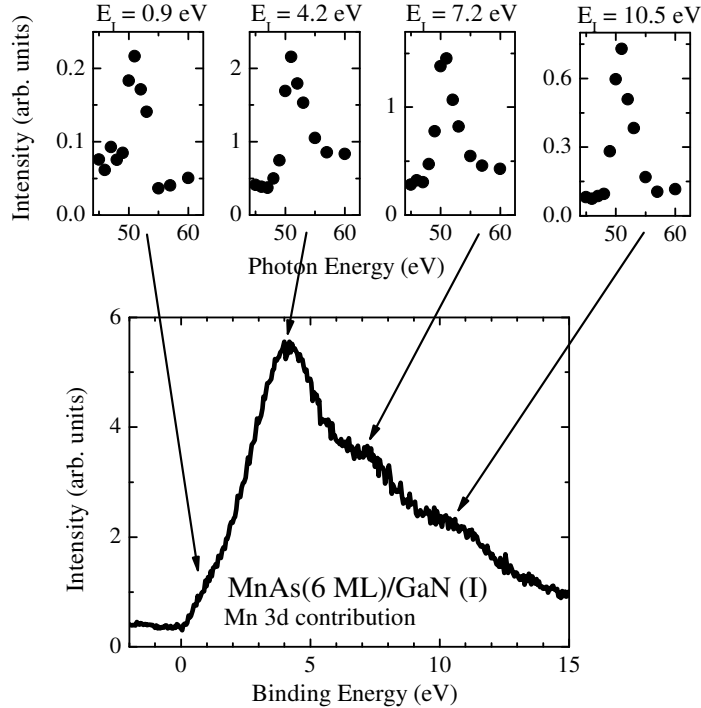 E_I = 0.9 eV
E_I = 4.2 eV
E_I = 7.2 eV
E_I = 10.5 eV
Intensity (arb. units)
0.2
0.1
0.0
50 60
2
1
0
50 60
1
0
50 60
0.6
0.3
0.0
50 60
Photon Energy (eV)
Intensity (arb. units)
6
4
2
0
MnAs(6 ML)/GaN (I)
Mn 3d contribution
0 5 10 15
Binding Energy (eV)